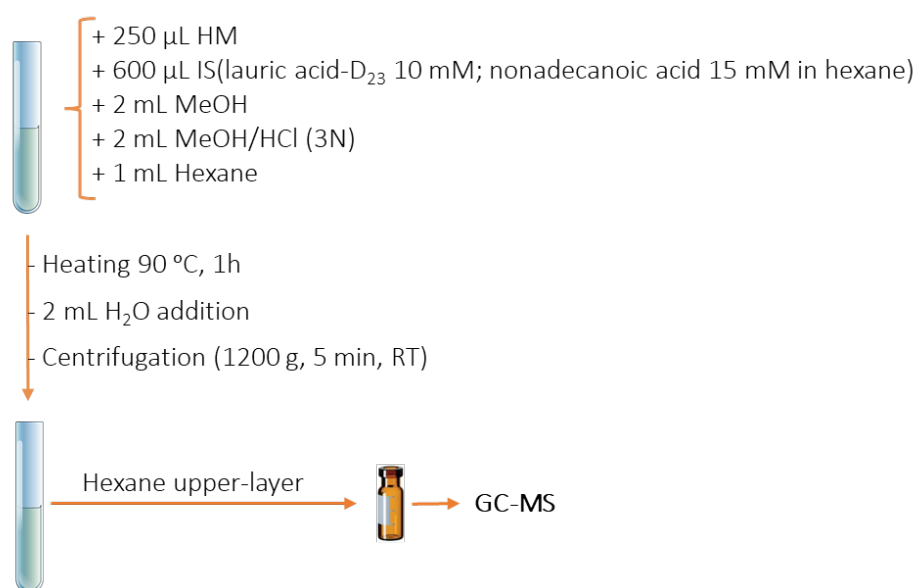 + 250 µL HM
+ 600 µL IS(lauric acid-D₂₃ 10 mM; nonadecanoic acid 15 mM in hexane)
+ 2 mL MeOH
+ 2 mL MeOH/HCl (3N)
+ 1 mL Hexane
- Heating 90 ºC, 1h
- 2 mL H₂O addition
- Centrifugation (1200 g, 5 min, RT)
Hexane upper-layer
GC-MS